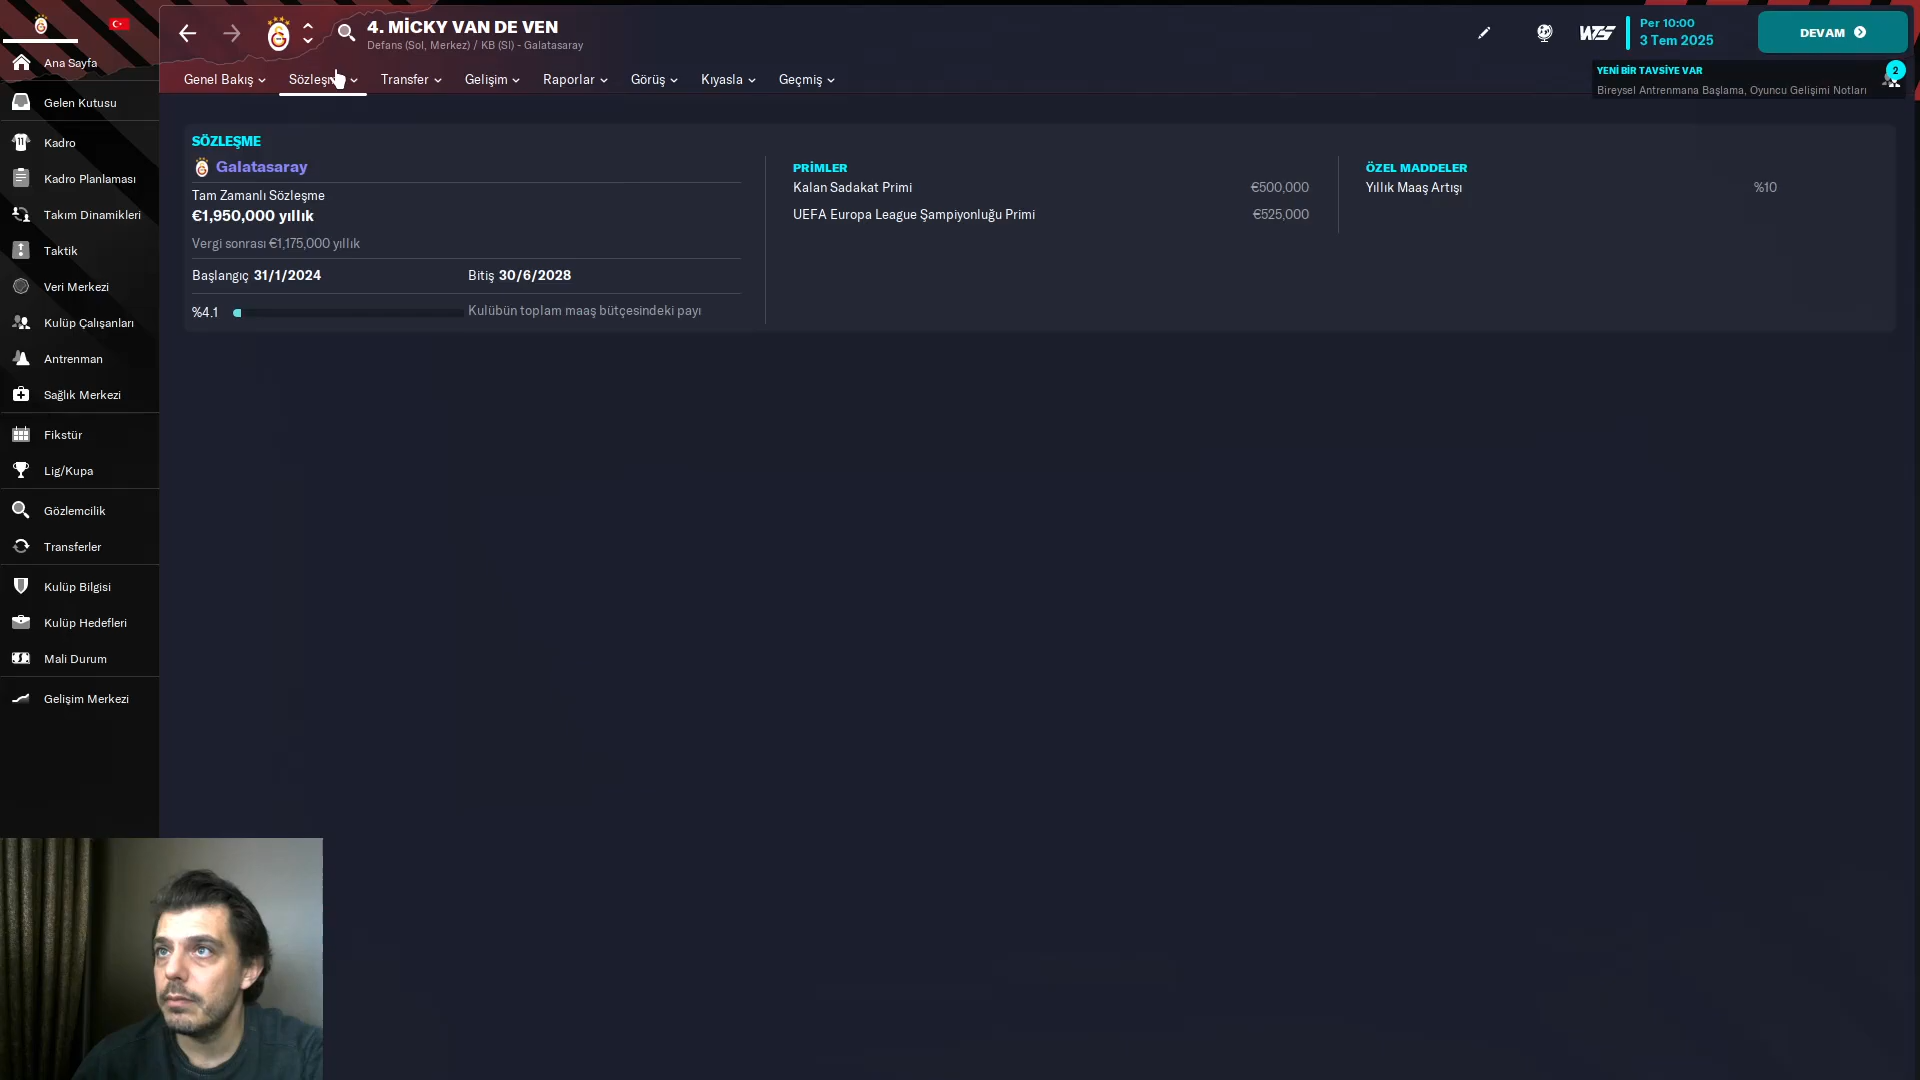 4. MİCKY VAN DE VEN
Defans (Sol, Merkez) / KB (Sl) - Galatasaray
Per 10:00
3 Tem 2025
DEVAM
YENİ BİR TAVSİYE VAR
2
Bireysel Antrenmana Başlama, Oyuncu Gelişimi Notları
Genel Bakış
Transfer
Gelişim
Raporlar
Görüş
Kıyasla
Geçmiş
Ana Sayfa
Gelen Kutusu
Kadro
Kadro Planlaması
Takım Dinamikleri
Taktik
Veri Merkezi
Kulüp Çalışanları
Antrenman
Sağlık Merkezi
Fikstür
Lig/Kupa
Gözlemcilik
Transferler
Kulüp Bilgisi
Kulüp Hedefleri
Mali Durum
Gelişim Merkezi
SÖZLEŞME
Galatasaray
Tam Zamanlı Sözleşme
€1,950,000 yıllık
Vergi sonrası €1,175,000 yıllık
Başlangıç 31/1/2024
Bitiş 30/6/2028
%4.1
Kulübün toplam maaş bütçesindeki payı
PRİMLER
Kalan Sadakat Primi €500,000
UEFA Europa League Şampiyonluğu Primi €525,000
ÖZEL MADDELER
Yıllık Maaş Artışı %10